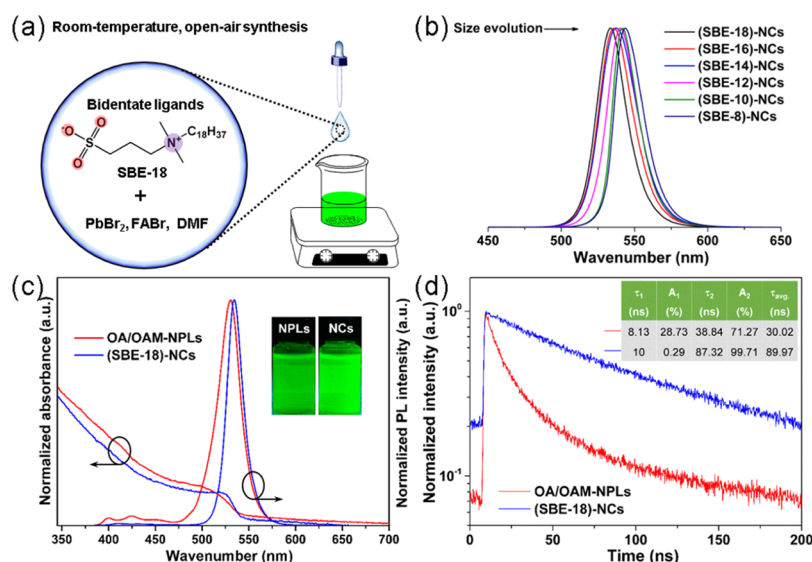 (a) Room-temperature, open-air synthesis
Bidentate ligands
-O
O
S
O
N+
C18H37
SBE-18
+
PbBr2, FABr, DMF
(b)
Size evolution
(SBE-18)-NCs
(SBE-16)-NCs
(SBE-14)-NCs
(SBE-12)-NCs
(SBE-10)-NCs
(SBE-8)-NCs
450 500 550 600 650
Wavenumber (nm)
(c)
OA/OAM-NPLs
(SBE-18)-NCs
NPLs NCs
Normalized absorbance (a.u.)
Normalized PL intensity (a.u.)
350 400 450 500 550 600 650 700
Wavenumber (nm)
(d)
τ1 A1 τ2 A2 τavg.
(ns) (%) (ns) (%) (ns)
8.13 28.73 38.84 71.27 30.02
10 0.29 87.32 99.71 89.97
Normalized intensity (a.u.)
10⁰
10⁻¹
OA/OAM-NPLs
(SBE-18)-NCs
0 50 100 150 200
Time (ns)